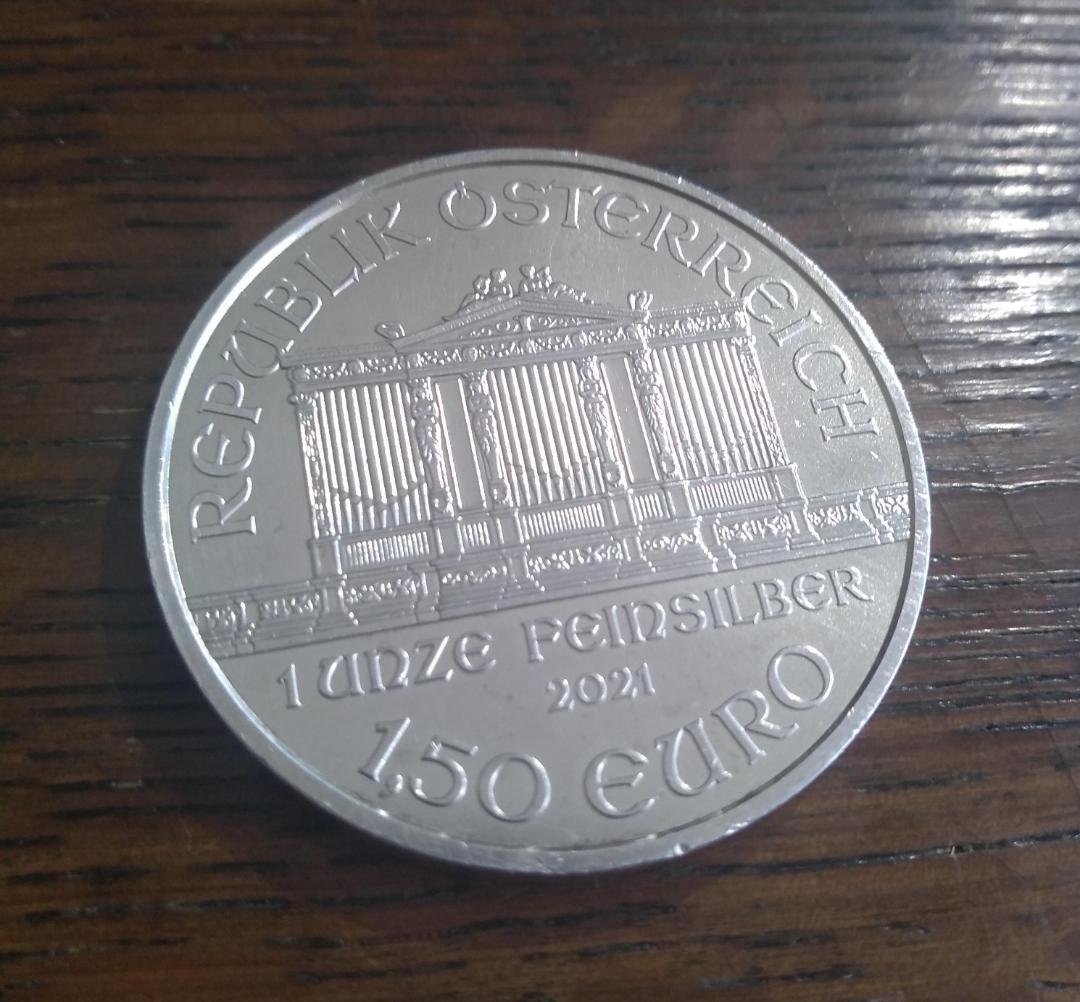 REPUBLIK ÖSTERREICH
1 UNZE FEINSILBER
2021
1,50 EURO